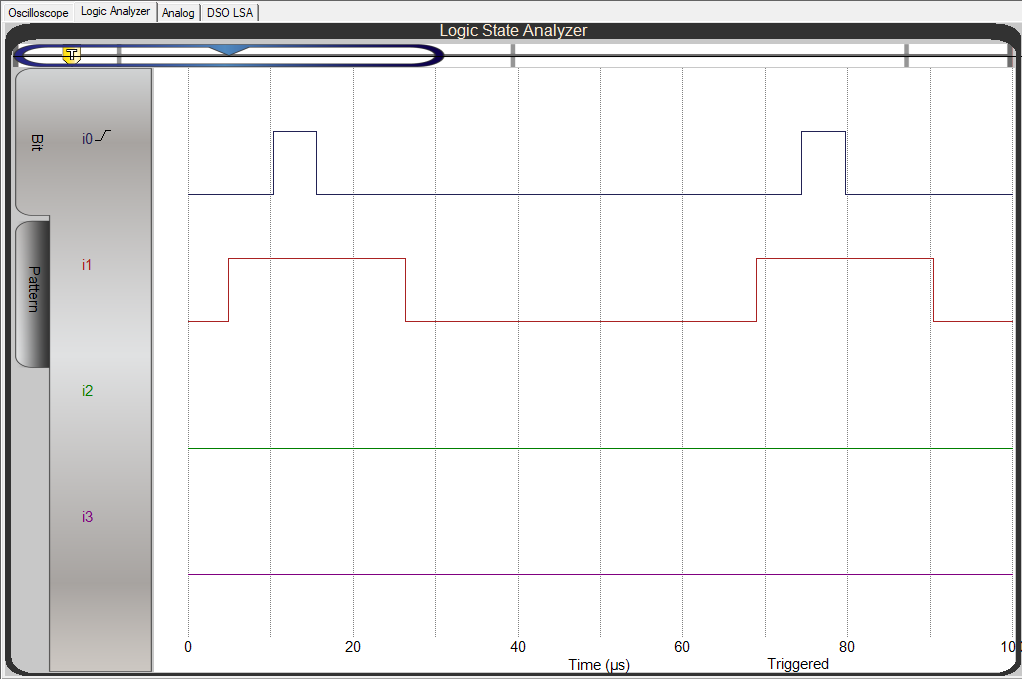 Oscilloscope Logic Analyzer Analog DSO LSA
Logic State Analyzer
T
Bit
i0
i1
Pattern
i2
i3
0 20 40 60 80 10
Time (µs) Triggered